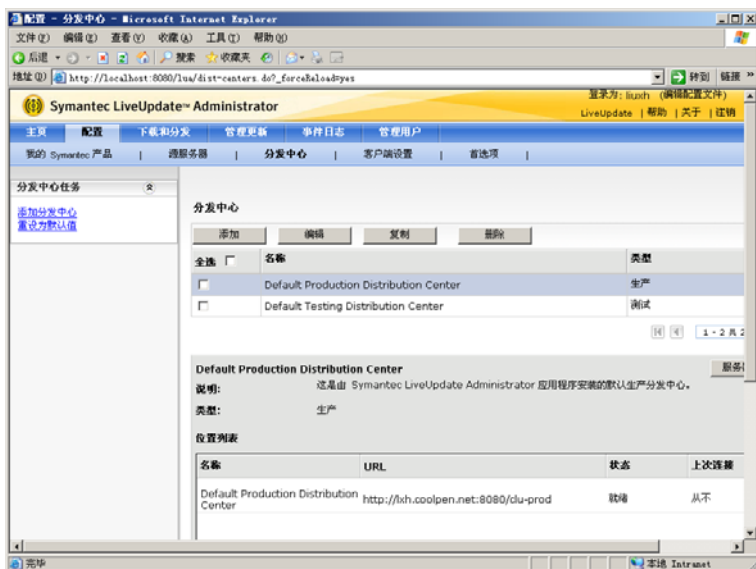 配置 - 分发中心 - Microsoft Internet Explorer
文件(F) 编辑(E) 查看(V) 收藏(A) 工具(T) 帮助(H)
后退 搜索 收藏夹
地址(D) http://localhost:8080/lua/dist-centers.do?_forceReload=yes 转到 链接 »
Symantec LiveUpdate™ Administrator
登录为: liuxh (编辑配置文件)
LiveUpdate | 帮助 | 关于 | 注销
主页 配置 下载和分发 管理更新 事件日志 管理用户
我的 Symantec 产品 | 源服务器 | 分发中心 | 客户端设置 | 首选项 |
分发中心任务
添加分发中心
重设为默认值
分发中心
添加 编辑 复制 删除
全选 名称 类型
Default Production Distribution Center 生产
Default Testing Distribution Center 测试
1 - 2 共 2
Default Production Distribution Center 服务
说明: 这是由 Symantec LiveUpdate Administrator 应用程序安装的默认生产分发中心。
类型: 生产
位置列表
名称 URL 状态 上次连接
Default Production Distribution Center http://lxh.coolpen.net:8080/clu-prod 就绪 从不
完毕 本地 Intranet